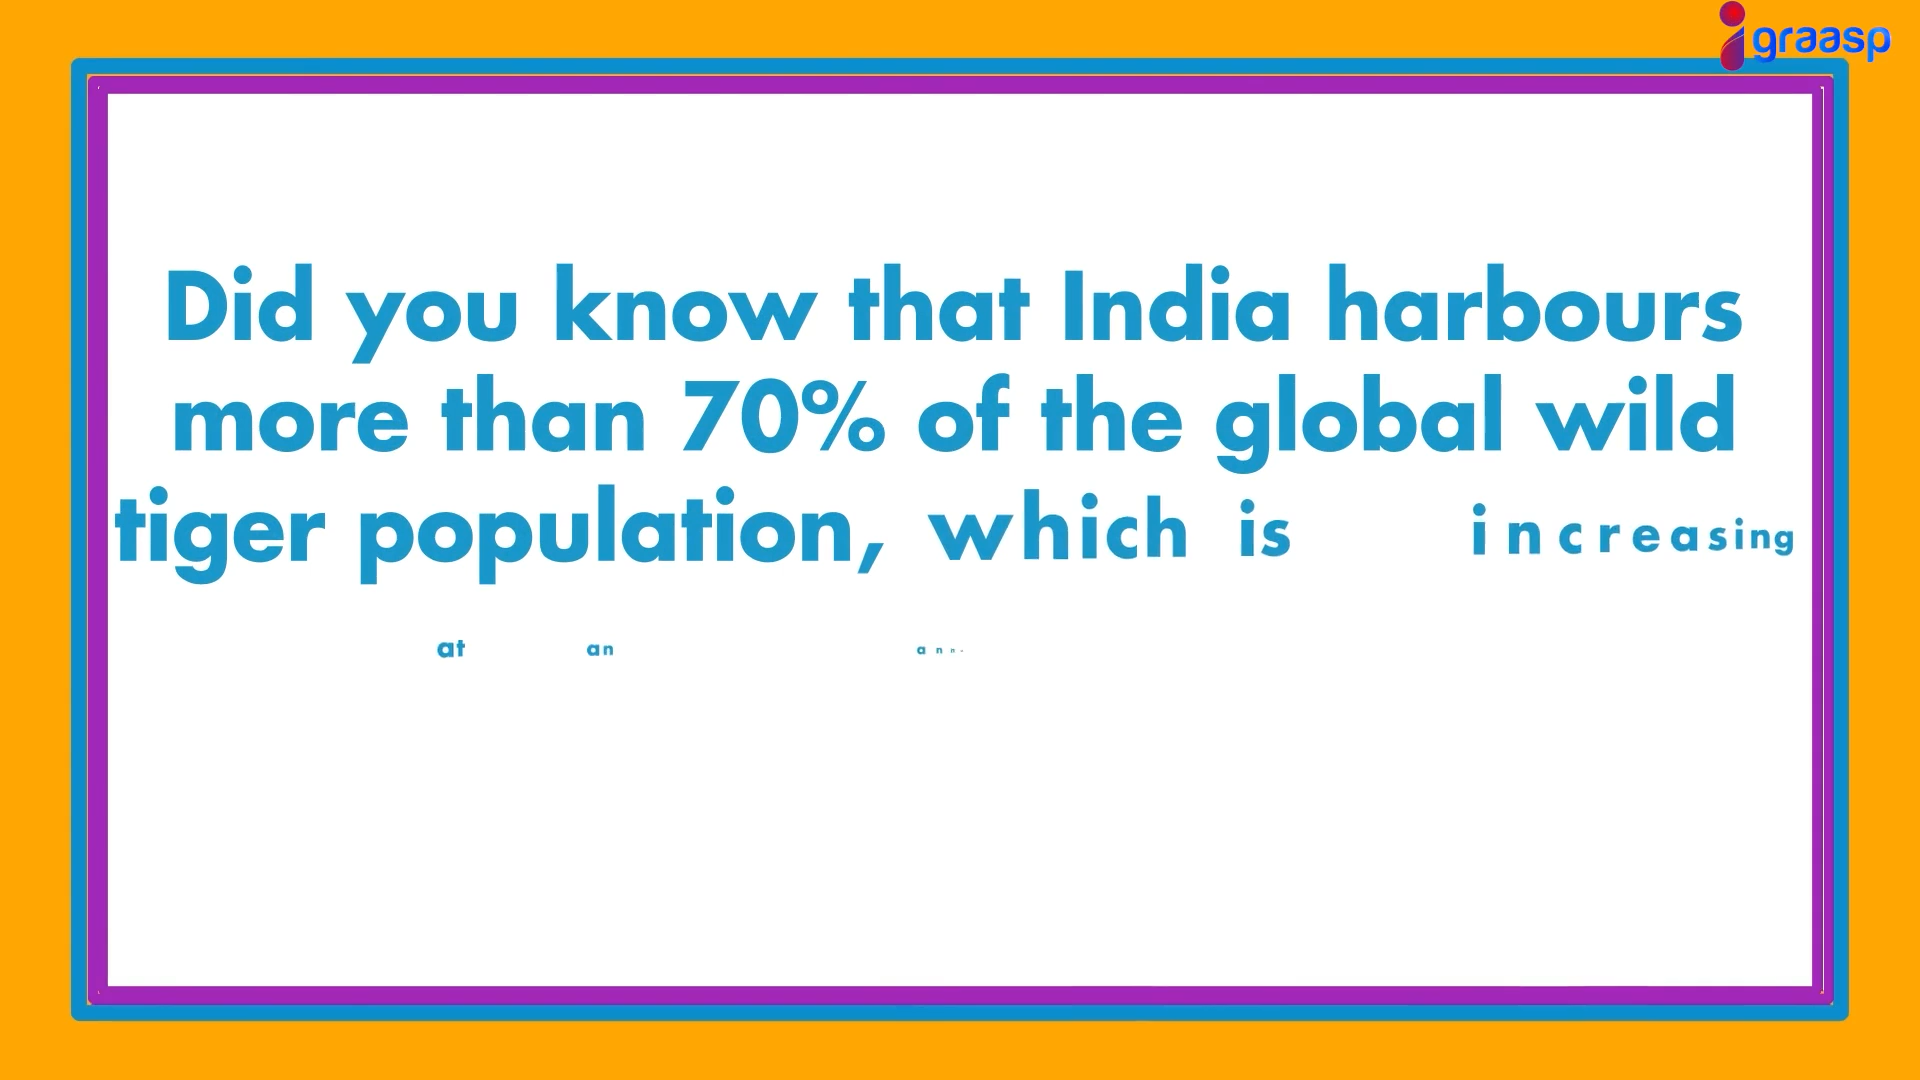 igraasp
Did you know that India harbours
more than 70% of the global wild
tiger population, which is increasing
at an